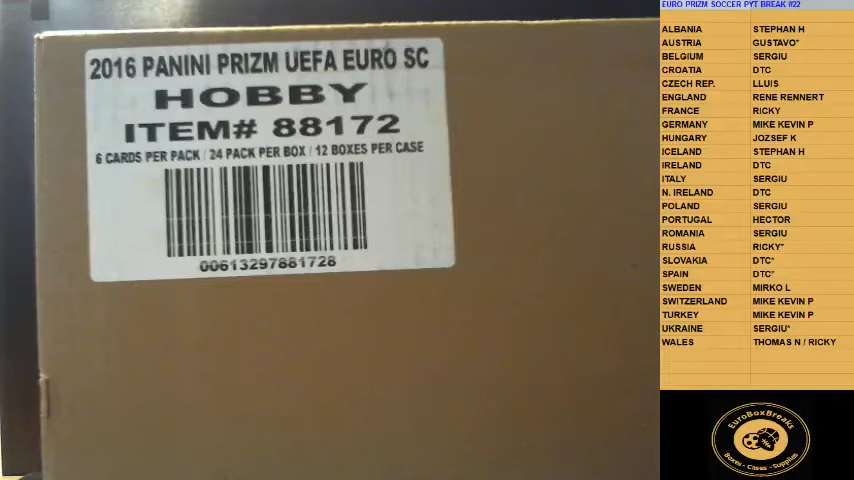 2016 PANINI PRIZM UEFA EURO SC
HOBBY
ITEM# 88172
6 CARDS PER PACK / 24 PACK PER BOX / 12 BOXES PER CASE
00613297881728
EURO PRIZM SOCCER PYT BREAK #22
ALBANIA STEPHAN H
AUSTRIA GUSTAVO*
BELGIUM SERGIU
CROATIA DTC
CZECH REP. LLUIS
ENGLAND RENE RENNERT
FRANCE RICKY
GERMANY MIKE KEVIN P
HUNGARY JOZSEF K
ICELAND STEPHAN H
IRELAND DTC
ITALY SERGIU
N. IRELAND DTC
POLAND SERGIU
PORTUGAL HECTOR
ROMANIA SERGIU
RUSSIA RICKY*
SLOVAKIA DTC*
SPAIN DTC*
SWEDEN MIRKO L
SWITZERLAND MIKE KEVIN P
TURKEY MIKE KEVIN P
UKRAINE SERGIU*
WALES THOMAS N / RICKY
EuroBoxBreaks
Boxes - Cases - Supplies